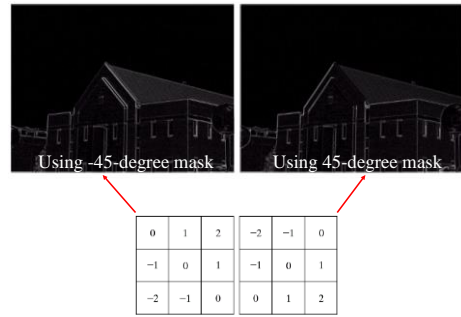 Using -45-degree mask Using 45-degree mask
0 1 2 −2 −1 0
−1 0 1 −1 0 1
−2 −1 0 0 1 2